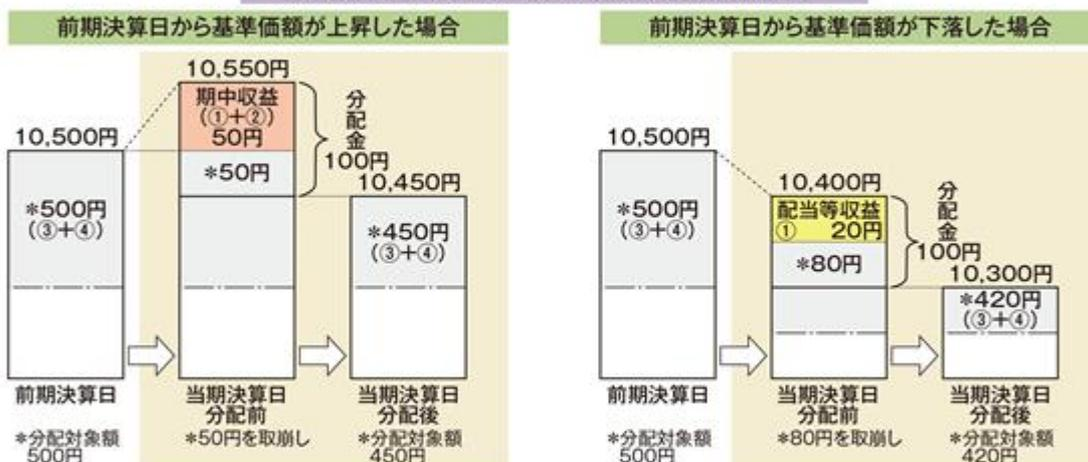 前期決算日から基準価額が上昇した場合
10,550円
期中収益
(①+②)
50円
*50円
分配金
100円
10,500円
*500円
(③+④)
10,450円
*450円
(③+④)
前期決算日
*分配対象額
500円
当期決算日
分配前
*50円を取崩し
当期決算日
分配後
*分配対象額
450円
前期決算日から基準価額が下落した場合
10,500円
*500円
(③+④)
10,400円
配当等収益
① 20円
*80円
分配金
100円
10,300円
*420円
(③+④)
前期決算日
*分配対象額
500円
当期決算日
分配前
*80円を取崩し
当期決算日
分配後
*分配対象額
420円